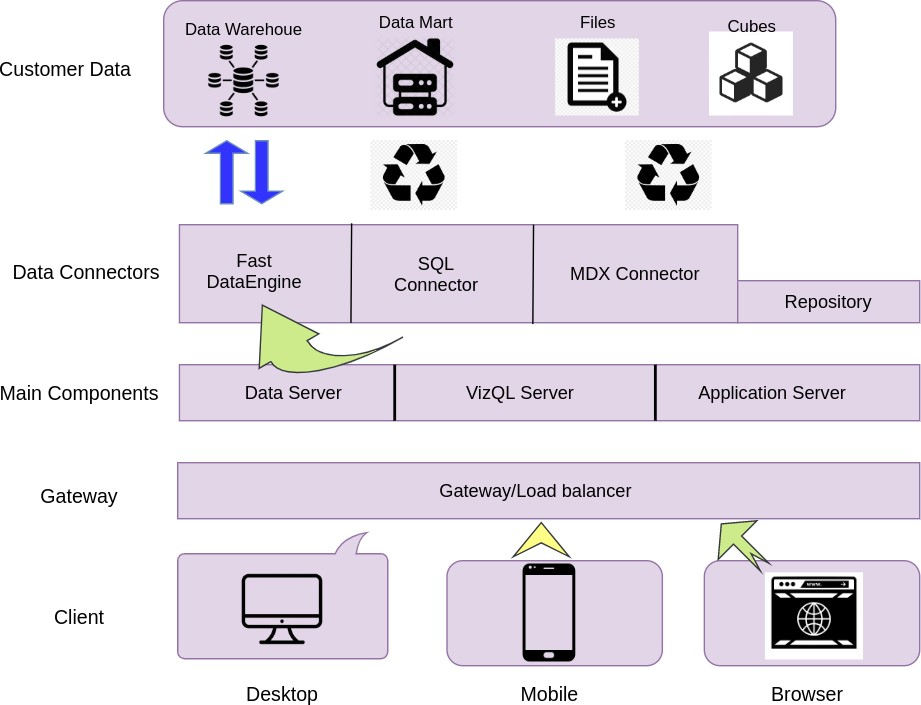 Data Warehoue
Data Mart
Files
Cubes
Customer Data
Data Connectors
Fast
DataEngine
SQL
Connector
MDX Connector
Repository
Main Components
Data Server
VizQL Server
Application Server
Gateway
Gateway/Load balancer
Client
WWW.
Desktop
Mobile
Browser